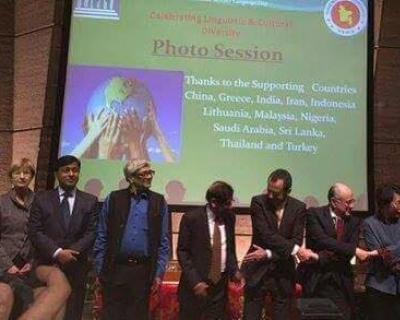 Celebrating Linguistic & Cultural
Diversity
Photo Session
Thanks to the Supporting Countries
China, Greece, India, Iran, Indonesia
Lithuania, Malaysia, Nigeria,
Saudi Arabia, Sri Lanka,
Thailand and Turkey